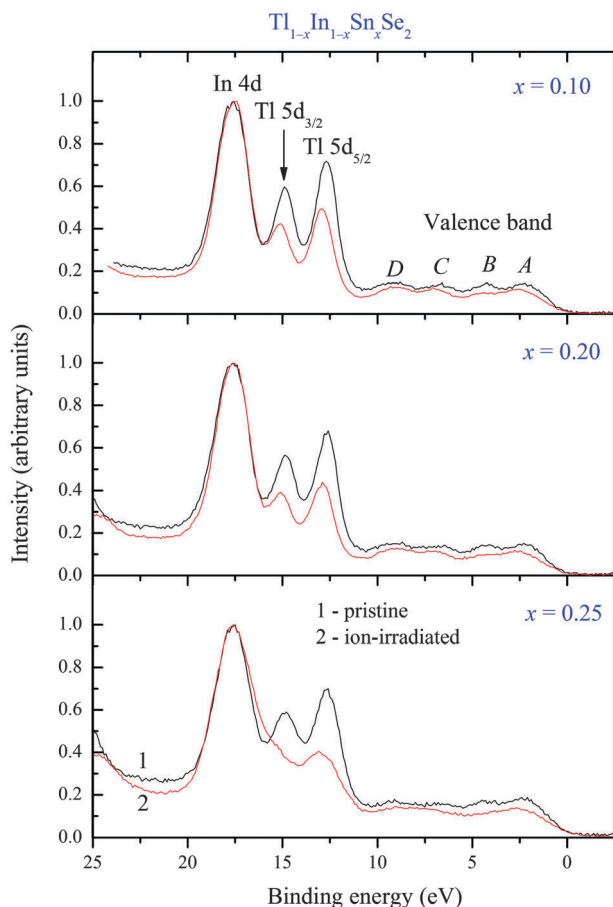 Tl₁₋ₓIn₁₋ₓSnₓSe₂
x = 0.10
In 4d
Tl 5d₃/₂
Tl 5d₅/₂
Valence band
D C B A
1.0
0.8
0.6
0.4
0.2
0.0
x = 0.20
1.0
0.8
0.6
0.4
0.2
0.0
Intensity (arbitrary units)
1 - pristine
2 - ion-irradiated
x = 0.25
1.0
0.8
0.6
0.4
0.2
0.0
1
2
25 20 15 10 5 0
Binding energy (eV)